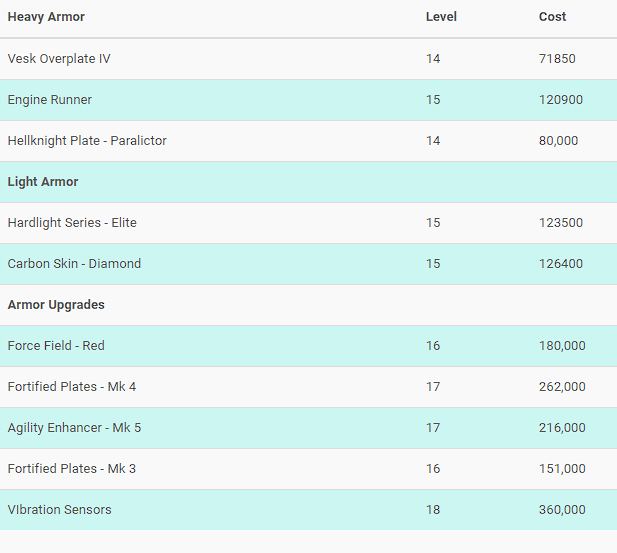 Heavy Armor Level Cost
Vesk Overplate IV 14 71850
Engine Runner 15 120900
Hellknight Plate - Paralictor 14 80,000
Light Armor
Hardlight Series - Elite 15 123500
Carbon Skin - Diamond 15 126400
Armor Upgrades
Force Field - Red 16 180,000
Fortified Plates - Mk 4 17 262,000
Agility Enhancer - Mk 5 17 216,000
Fortified Plates - Mk 3 16 151,000
VIbration Sensors 18 360,000